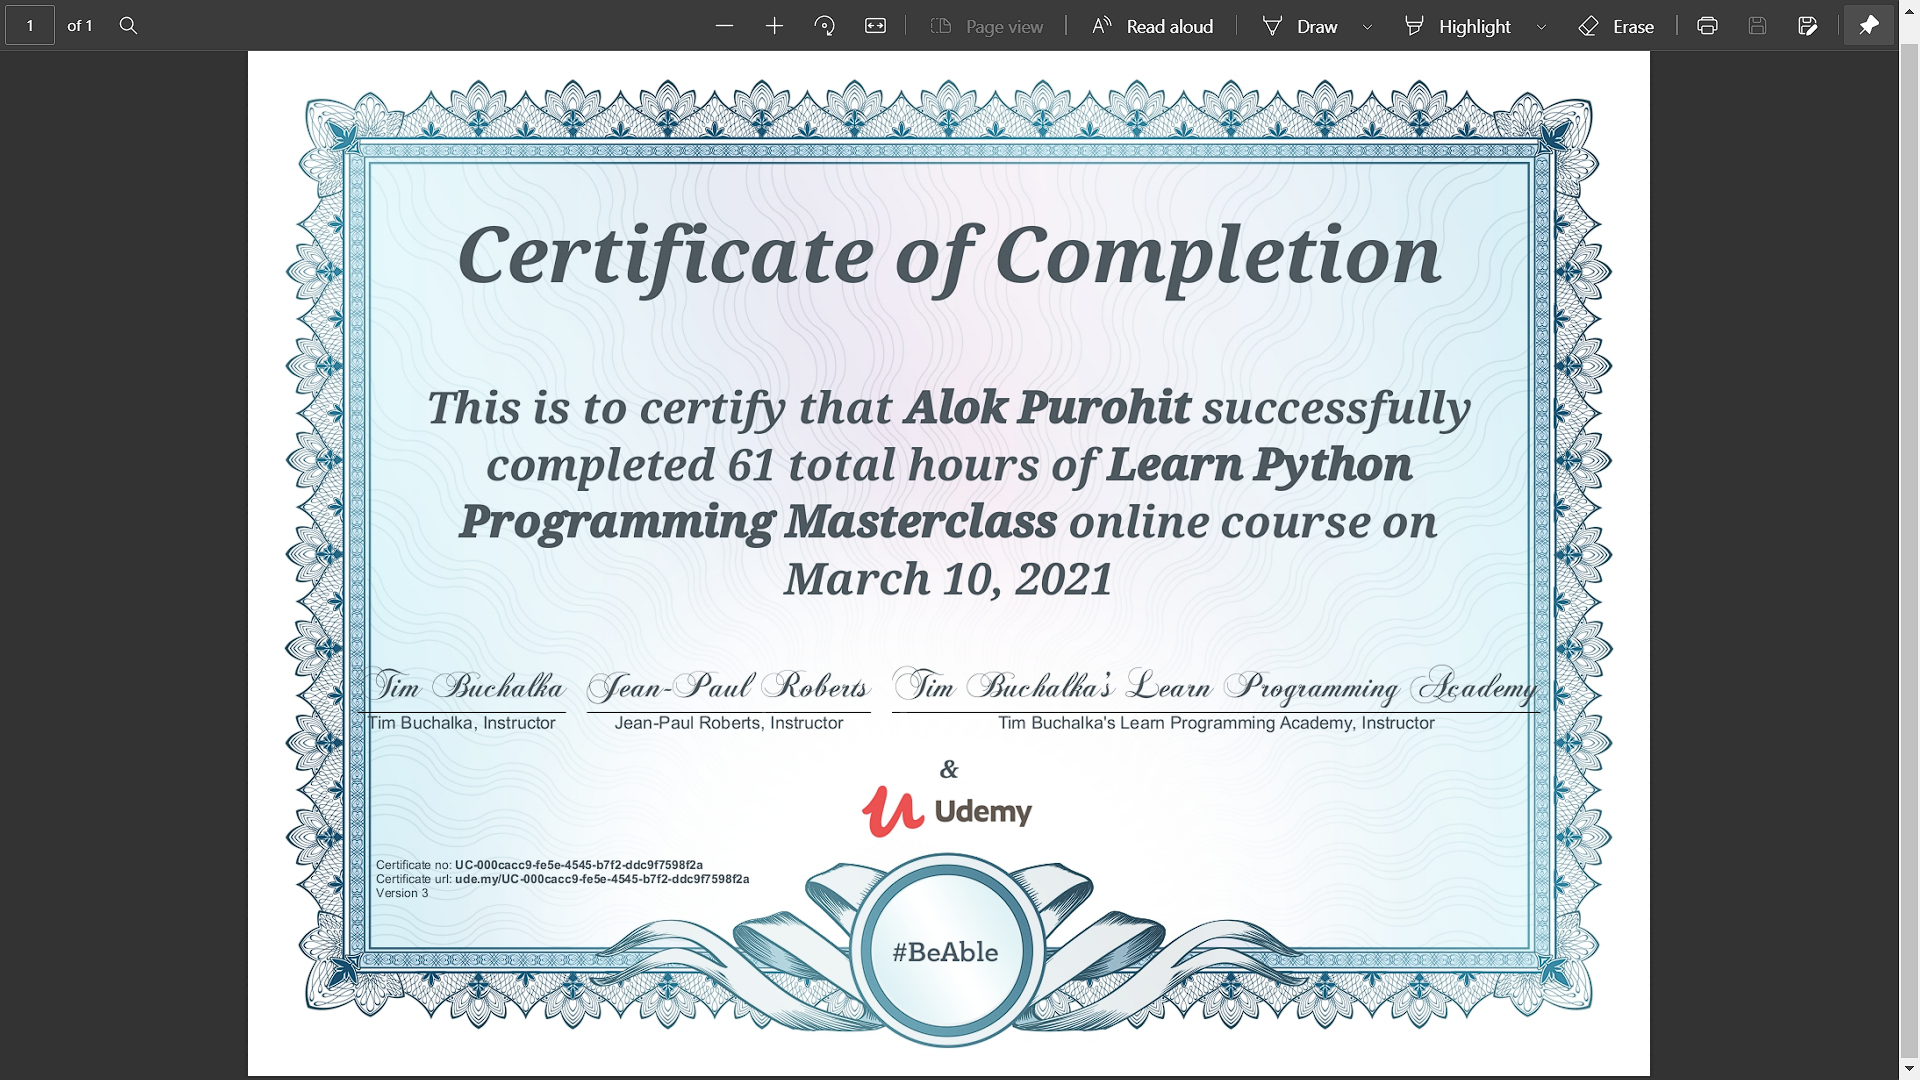 1 of 1 Page view Read aloud Draw Highlight Erase
Certificate of Completion
This is to certify that Alok Purohit successfully
completed 61 total hours of Learn Python
Programming Masterclass online course on
March 10, 2021
Tim Buchalka Jean-Paul Roberts Tim Buchalka's Learn Programming Academy
Tim Buchalka, Instructor Jean-Paul Roberts, Instructor Tim Buchalka's Learn Programming Academy, Instructor
&
Udemy
Certificate no: UC-000cacc9-fe5e-4545-b7f2-ddc9f7598f2a
Certificate url: ude.my/UC-000cacc9-fe5e-4545-b7f2-ddc9f7598f2a
Version 3
#BeAble